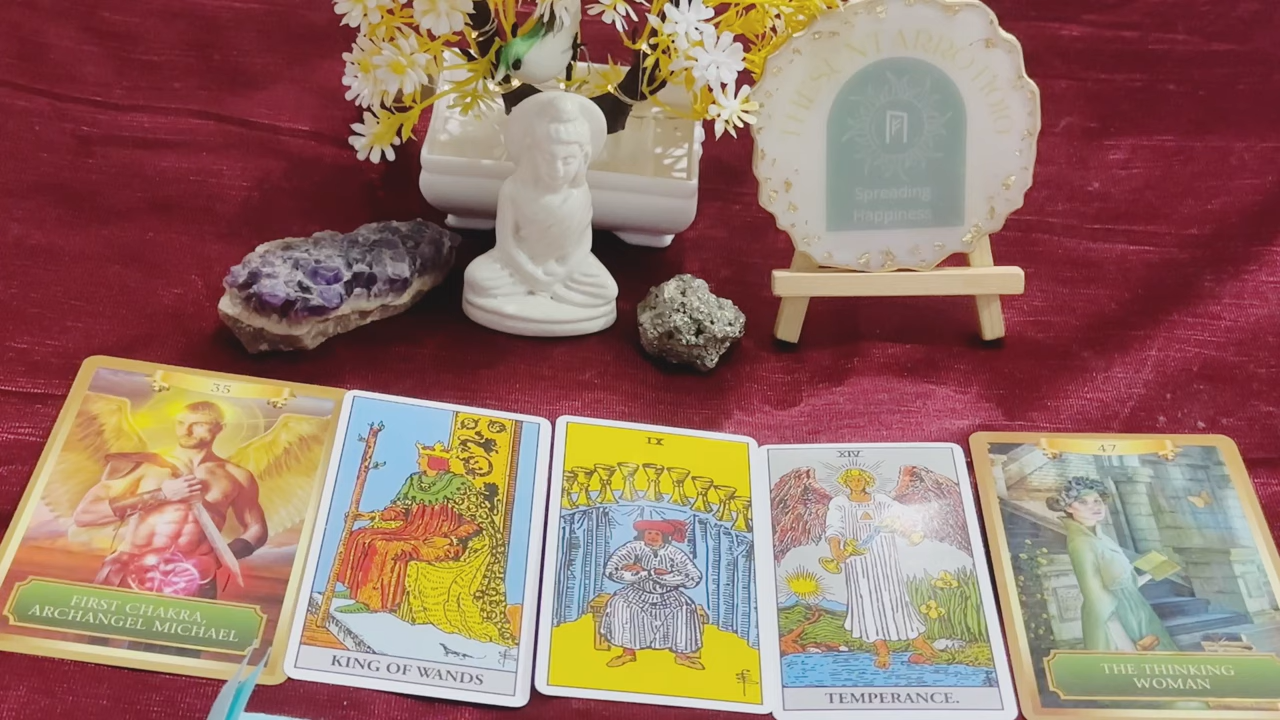 Spreading
Happiness
35
FIRST CHAKRA,
ARCHANGEL MICHAEL
KING OF WANDS
IX
XIV
TEMPERANCE.
47
THE THINKING
WOMAN